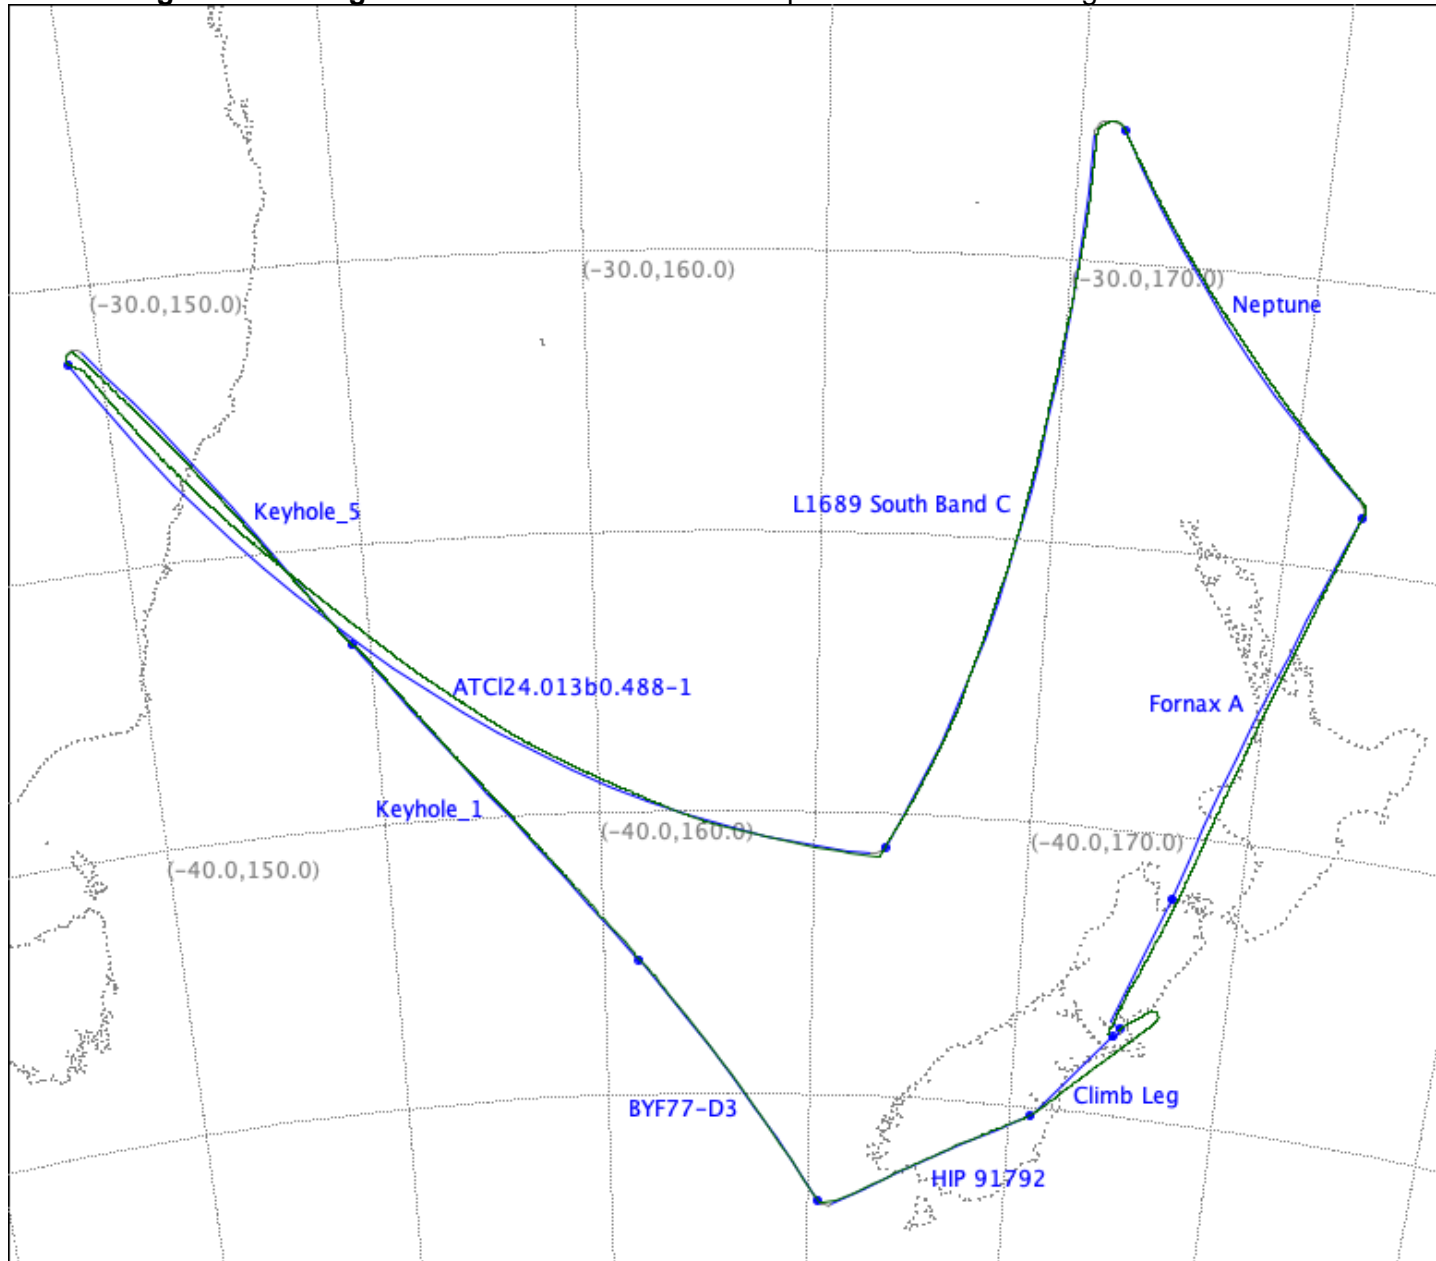 (-30.0,160.0)
(-30.0,170.0)
(-30.0,150.0)
Neptune
Keyhole_5
L1689 South Band C
ATCl24.013b0.488-1
Fornax A
Keyhole_1
(-40.0,160.0)
(-40.0,170.0)
(-40.0,150.0)
Climb Leg
BYF77-D3
HIP 91792